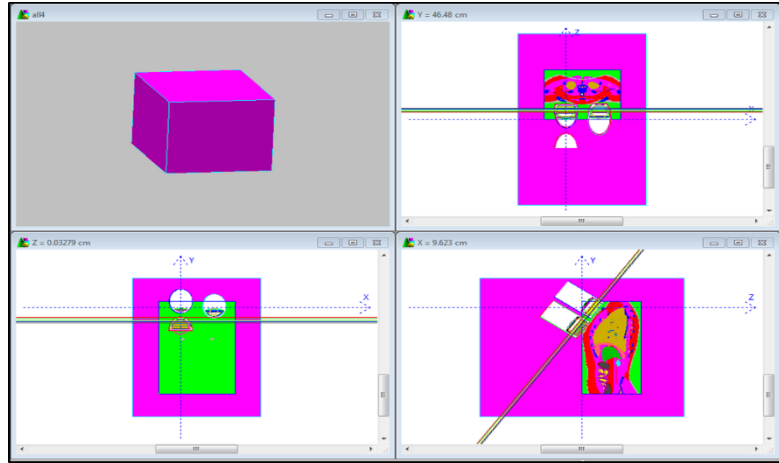 all4
Y = 46.48 cm
Z
X
Z = 0.03279 cm
Y
X
X = 9.623 cm
Y
Z